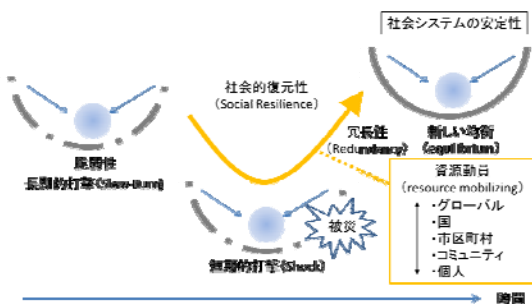 社会システムの安定性
社会的復元性
(Social Resilience)
冗長性
(Redundancy)
新しい均衡
(equilibrium)
脆弱性
長期的打撃(Slow-Burn)
被災
短期的打撃(Shock)
資源動員
(resource mobilizing)
・グローバル
・国
・市区町村
・コミュニティ
・個人
時間